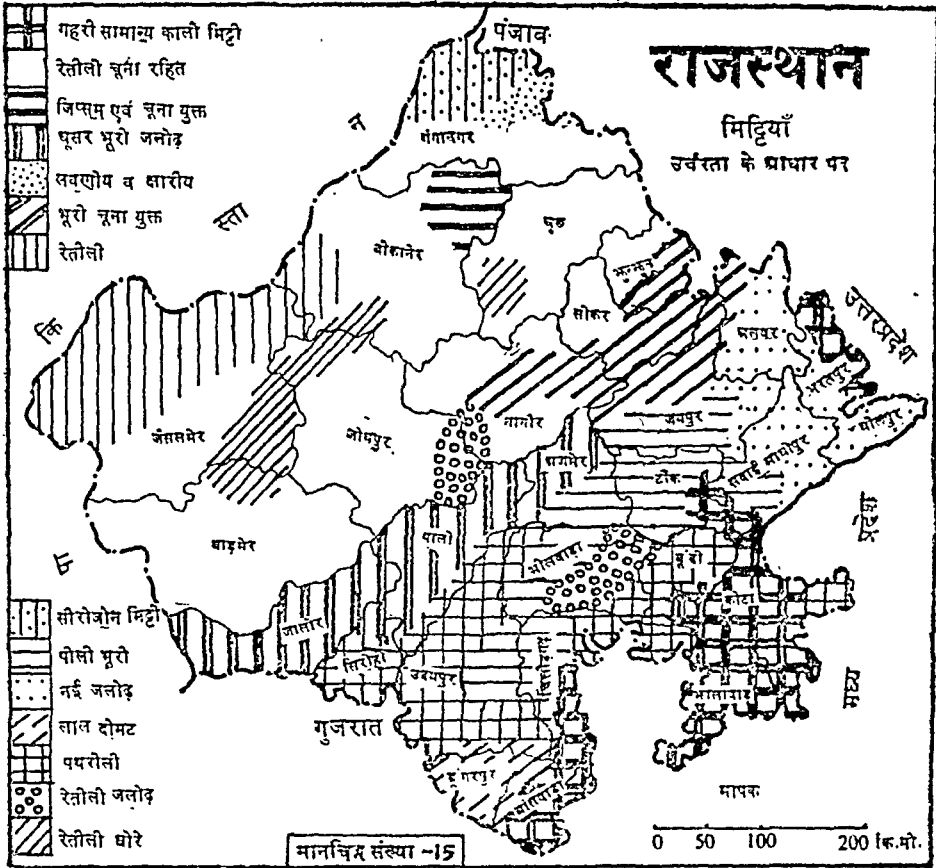 गहरी सामान्य काली मिट्टी
रेतीली चूना रहित
जिप्सम् एवं चूना युक्त
घूसर भूरी जलोढ़
लवणीय व क्षारीय
भूरी चूना युक्त
रेतीली
राजस्थान
मिट्टियाँ
उर्वरता के आधार पर
पंजाब
न
स्ता
कि
पा
उत्तरप्रदेश
प्रदेश
मध्य
गुजरात
गंगानगर
बीकानेर
चूरू
झुन्झुनु
सीकर
अलवर
भरतपुर
धौलपुर
जयपुर
सवाई माधोपुर
टोंक
अजमेर
नागौर
जोधपुर
जैसलमेर
बाड़मेर
पाली
जालोर
सिरोही
उदयपुर
चित्तौड़गढ़
भीलवाड़ा
बूंदी
कोटा
झालावाड़
डूंगरपुर
बांसवाड़ा
सीरोजोन मिट्टी
पीली भूरी
नई जलोढ़
लाल दोमट
पथरीली
रेतीली जलोढ़
रेतीली धोरे
मापक
0 50 100 200 कि.मी.
मानचित्र संख्या -15